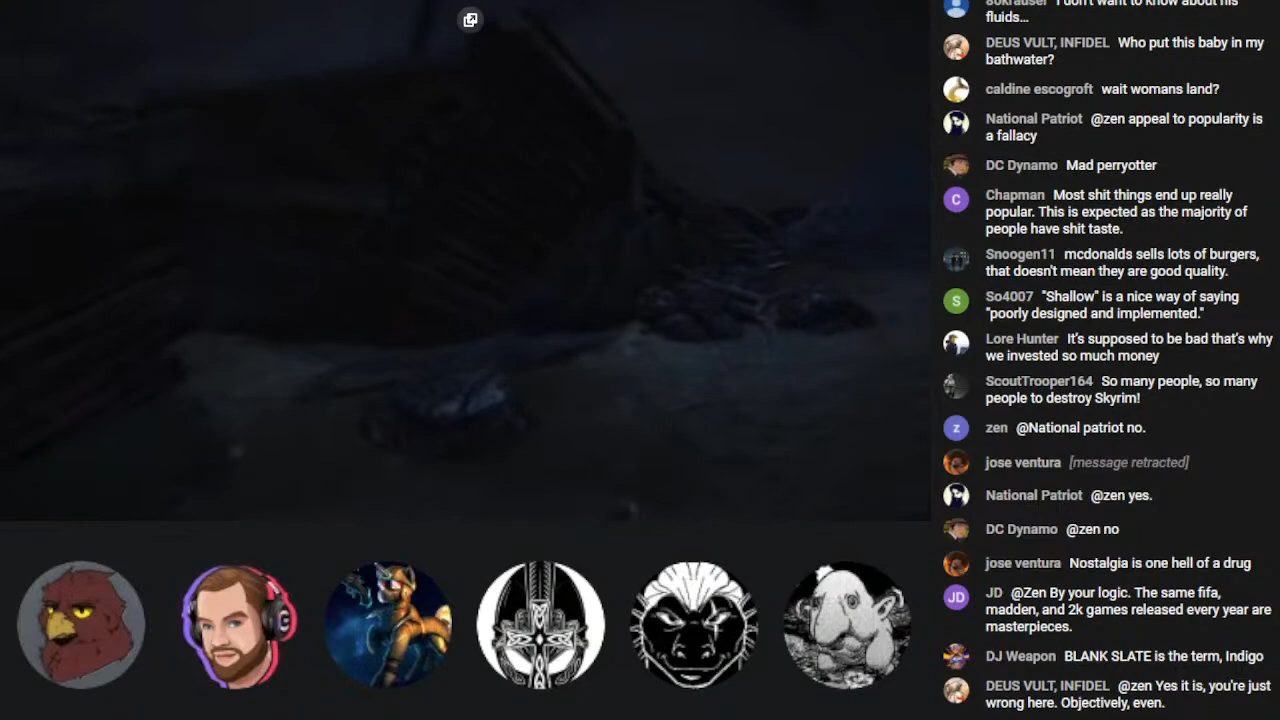 80krauser I don't want to know about his
fluids…
DEUS VULT, INFIDEL Who put this baby in my
bathwater?
caldine escogroft wait womans land?
National Patriot @zen appeal to popularity is
a fallacy
DC Dynamo Mad perryotter
C
Chapman Most shit things end up really
popular. This is expected as the majority of
people have shit taste.
Snoogen11 mcdonalds sells lots of burgers,
that doesn't mean they are good quality.
S
So4007 "Shallow" is a nice way of saying
"poorly designed and implemented."
Lore Hunter It's supposed to be bad that's why
we invested so much money
ScoutTrooper164 So many people, so many
people to destroy Skyrim!
z
zen @National patriot no.
jose ventura [message retracted]
National Patriot @zen yes.
DC Dynamo @zen no
jose ventura Nostalgia is one hell of a drug
JD
JD @Zen By your logic. The same fifa,
madden, and 2k games released every year are
masterpieces.
DJ Weapon BLANK SLATE is the term, Indigo
DEUS VULT, INFIDEL @zen Yes it is, you're just
wrong here. Objectively, even.